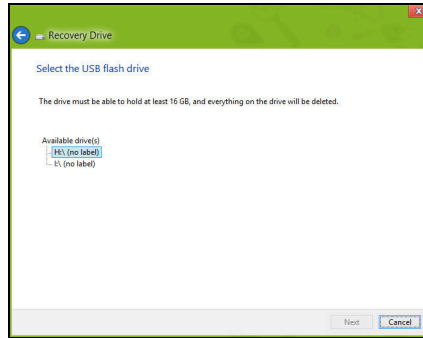 Recovery Drive
Select the USB flash drive
The drive must be able to hold at least 16 GB, and everything on the drive will be deleted.
Available drive(s)
H:\ (no label)
I:\ (no label)
Next
Cancel